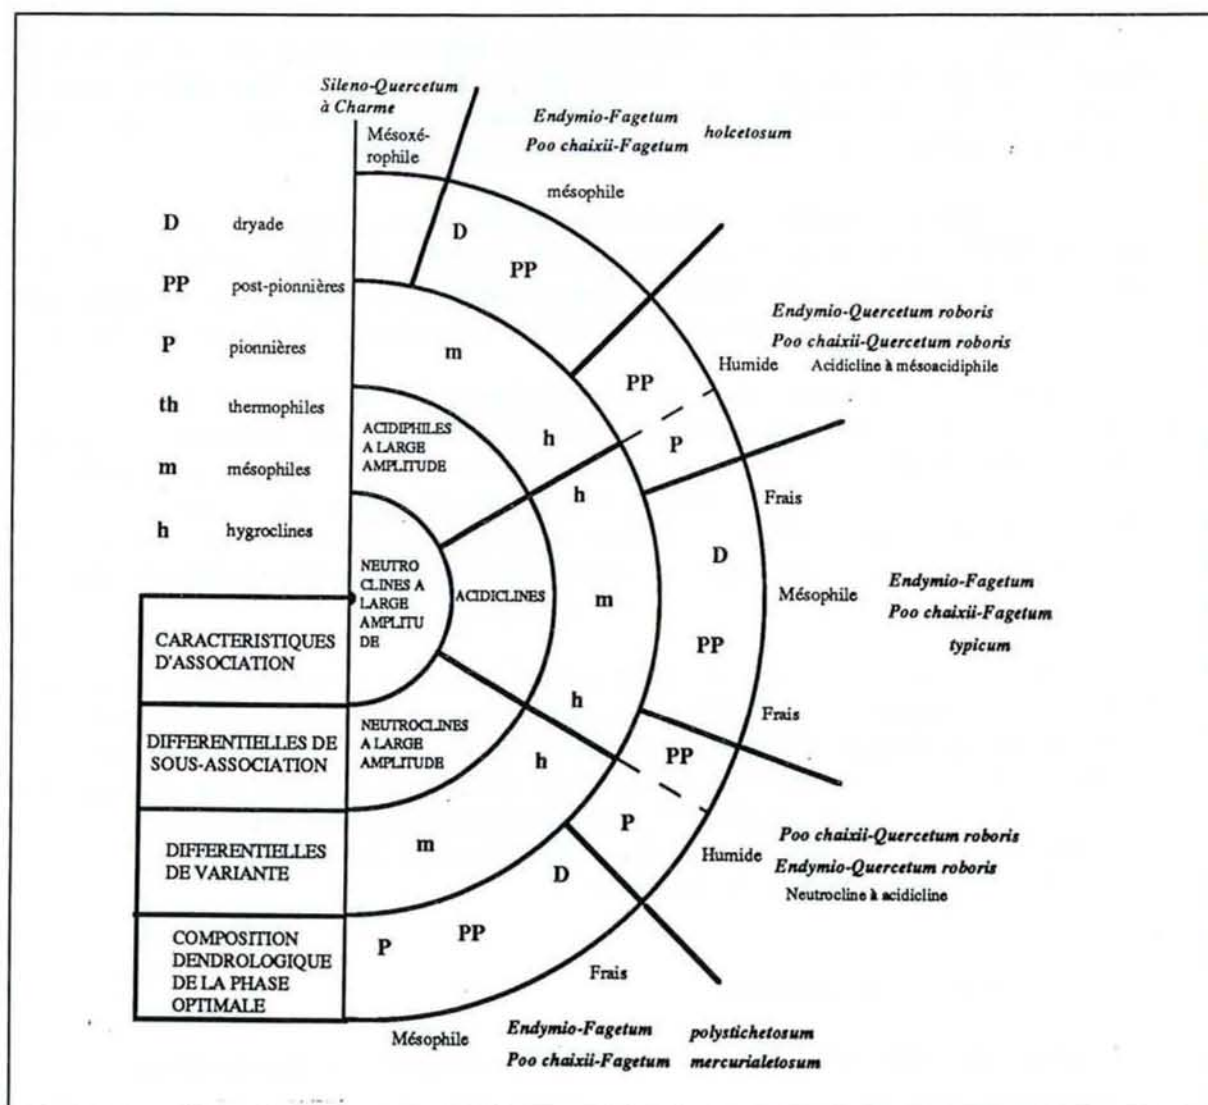 Sileno-Quercetum
à Charme
Mésoxé-
rophile
Endymio-Fagetum
Poo chaixii-Fagetum holcetosum
mésophile
D dryade
PP post-pionnières
P pionnières
th thermophiles
m mésophiles
h hygroclines
D
PP
m
h
ACIDIPHILES
A LARGE
AMPLITUDE
Endymio-Quercetum roboris
Poo chaixii-Quercetum roboris
Humide Acidicline à mésoacidiphile
PP
P
h
Frais
D
NEUTRO
CLINES A
LARGE
AMPLITU
DE
ACIDICLINES
m
Mésophile
Endymio-Fagetum
Poo chaixii-Fagetum
typicum
PP
h
Frais
CARACTERISTIQUES
D'ASSOCIATION
DIFFERENTIELLES DE
SOUS-ASSOCIATION
NEUTROCLINES
A LARGE
AMPLITUDE
h
PP
P
Poo chaixii-Quercetum roboris
Humide Endymio-Quercetum roboris
Neutrocline à acidicline
DIFFERENTIELLES
DE VARIANTE
m
D
COMPOSITION
DENDROLOGIQUE
DE LA PHASE
OPTIMALE
P
PP
Frais
Mésophile
Endymio-Fagetum polystichetosum
Poo chaixii-Fagetum mercurialetosum